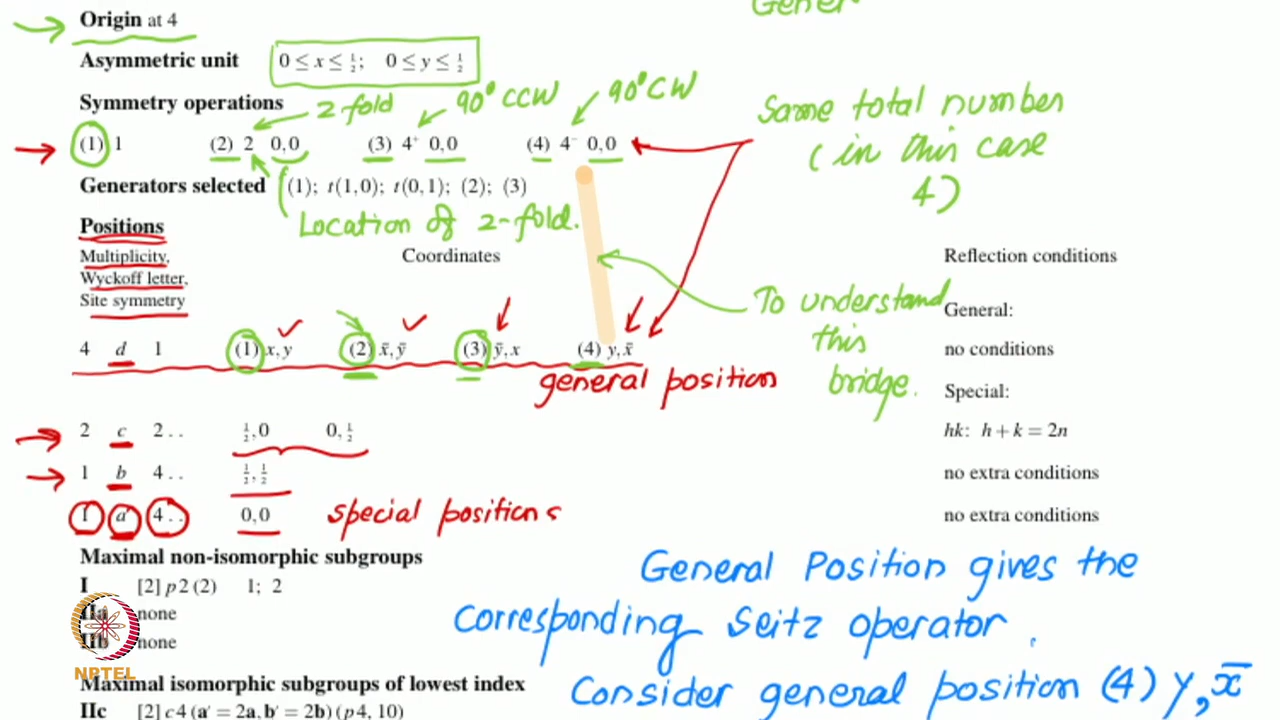 Gener
Origin at 4
Asymmetric unit 0 ≤ x ≤ ½; 0 ≤ y ≤ ½
Symmetry operations
2 fold 90° CCW 90° CW
(1) 1 (2) 2 0,0 (3) 4⁺ 0,0 (4) 4⁻ 0,0
Same total number
(in this case
4)
Generators selected (1); t(1,0); t(0,1); (2); (3)
Location of 2-fold.
Positions
Multiplicity, Coordinates Reflection conditions
Wyckoff letter,
Site symmetry
To understand
this
bridge.
General:
4 d 1 (1) x,y (2) x̄,ȳ (3) ȳ,x (4) y,x̄ no conditions
general position
Special:
2 c 2 . . ½,0 0,½ hk: h + k = 2n
1 b 4 . . ½,½ no extra conditions
1 a 4 . . 0,0 special positions no extra conditions
Maximal non-isomorphic subgroups
I [2] p2 (2) 1; 2
IIa none
IIb none
General Position gives the
corresponding Seitz operator.
Consider general position (4) y, x̄
NPTEL
Maximal isomorphic subgroups of lowest index
IIc [2] c4 (a′ = 2a, b′ = 2b) (p4, 10)